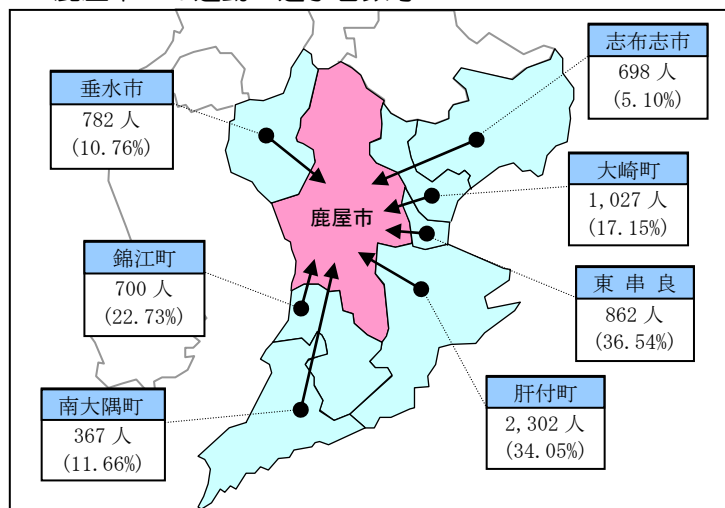 志布志市
698 人
(5.10%)
垂水市
782 人
(10.76%)
大崎町
1,027 人
(17.15%)
鹿屋市
錦江町
700 人
(22.73%)
東 串 良
862 人
(36.54%)
南大隅町
367 人
(11.66%)
肝付町
2,302 人
(34.05%)